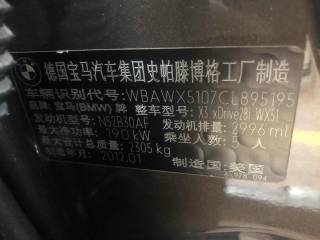 德国宝马汽车集团史帕滕博格工厂制造
车辆识别代号: WBAWX5107CL895195
品牌: 宝马(BMW)牌 整车型号: X3 xDrive28i WX51
发动机型号: N52B30AF 发动机排量: 2996 ml
最大净功率: 190 kW 乘坐人数: 5 人
最大总质量: 2305 kg
制造年月: 2012.01 制造国: 美国